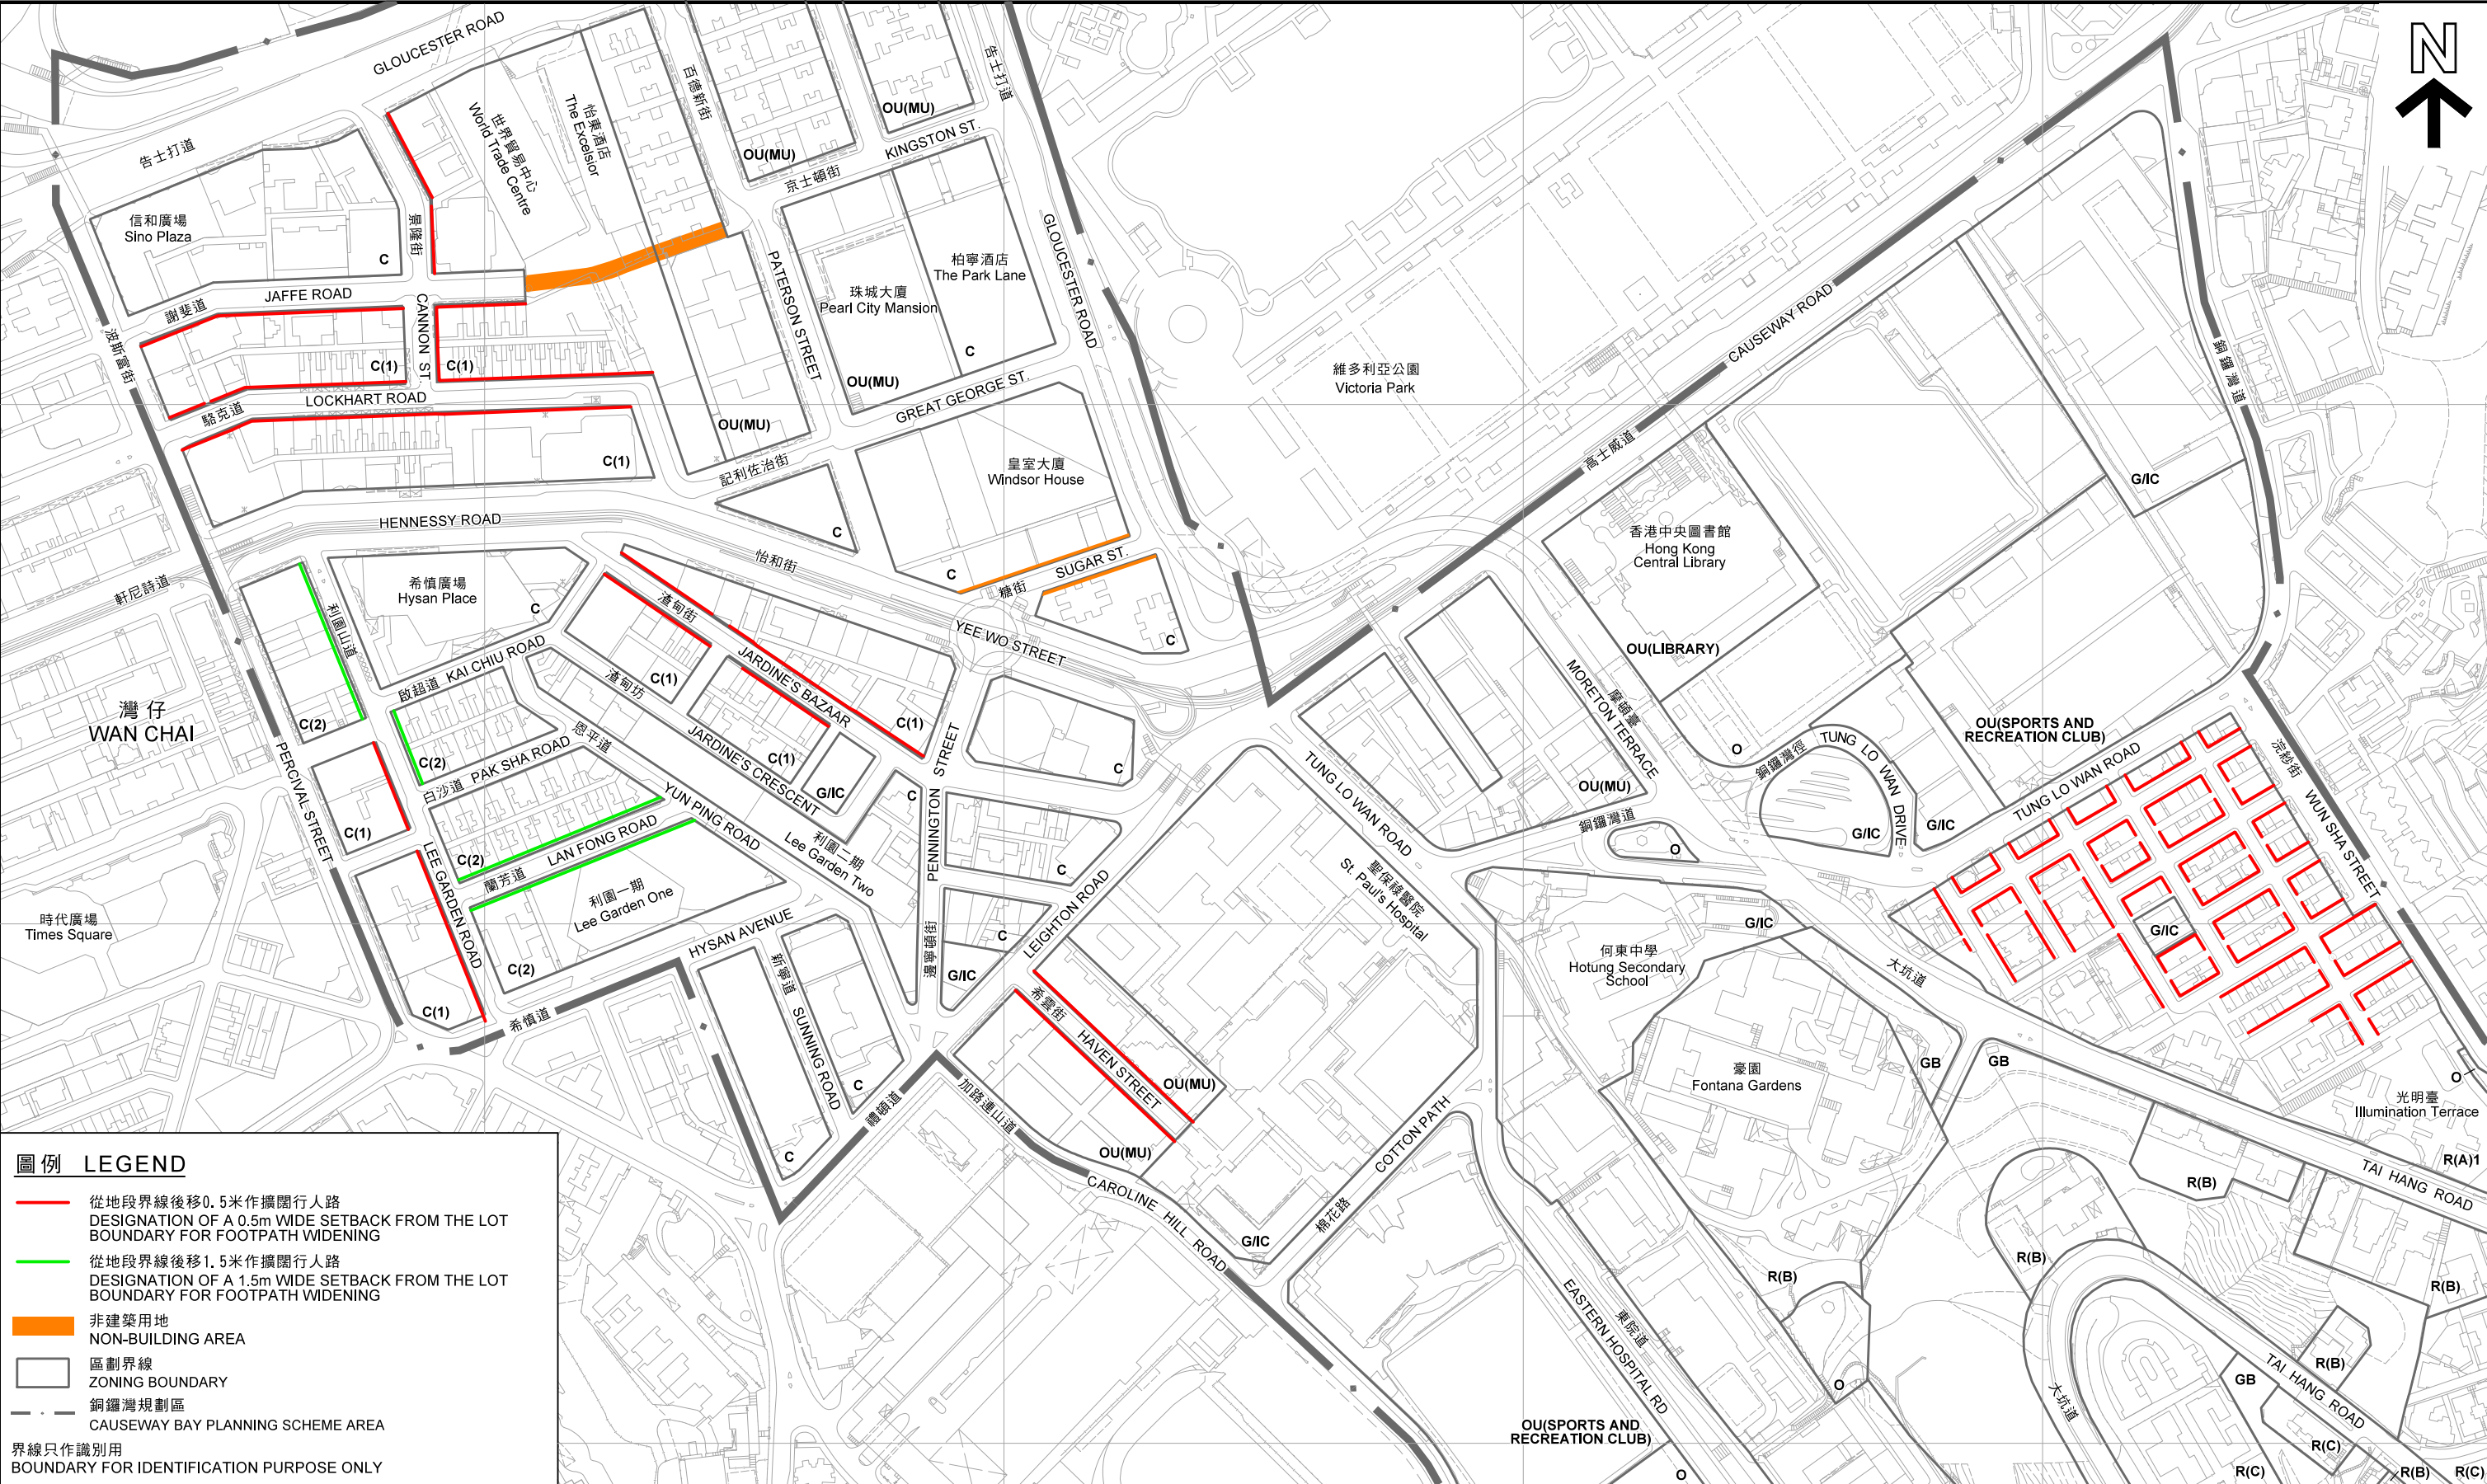 N
GLOUCESTER ROAD
告士打道
百德新街
告士打道
OU(MU)
OU(MU)
KINGSTON ST.
京士頓街
世界貿易中心
World Trade Centre
怡東酒店
The Excelsior
信和廣場
Sino Plaza
C
景隆街
JAFFE ROAD
謝斐道
CANNON ST.
C(1)
C(1)
LOCKHART ROAD
駱克道
C(1)
波斯富街
PATERSON STREET
珠城大廈
Pearl City Mansion
柏寧酒店
The Park Lane
C
OU(MU)
OU(MU)
GLOUCESTER ROAD
GREAT GEORGE ST.
記利佐治街
皇室大廈
Windsor House
C
C
維多利亞公園
Victoria Park
CAUSEWAY ROAD
高士威道
銅鑼灣道
G/IC
香港中央圖書館
Hong Kong
Central Library
OU(LIBRARY)
HENNESSY ROAD
軒尼詩道
怡和街
YEE WO STREET
糖街
SUGAR ST.
C
希慎廣場
Hysan Place
C
利園山道
啟超道 KAI CHIU ROAD
渣甸街
JARDINE'S BAZAAR
C(1)
C(1)
C(1)
渣甸坊
JARDINE'S CRESCENT
G/IC
灣仔
WAN CHAI
C(2)
C(2)
白沙道 PAK SHA ROAD
恩平道
YUN PING ROAD
PERCIVAL STREET
C(1)
C(2)
蘭芳道
LAN FONG ROAD
LEE GARDEN ROAD
利園一期
Lee Garden One
利園二期
Lee Garden Two
C
PENNINGTON STREET
邊寧頓街
C
C
C
G/IC
LEIGHTON ROAD
時代廣場
Times Square
C(1)
C(2)
HYSAN AVENUE
希慎道
新寧道
SUNNING ROAD
C
C
禮頓道
加路連山道
CAROLINE HILL ROAD
希雲街
HAVEN STREET
OU(MU)
OU(MU)
聖保祿醫院
St. Paul's Hospital
TUNG LO WAN ROAD
摩頓臺
MORETON TERRACE
OU(MU)
銅鑼灣道
O
O
銅鑼灣徑
TUNG LO WAN DRIVE
G/IC
G/IC
OU(SPORTS AND
RECREATION CLUB)
TUNG LO WAN ROAD
浣紗街
WUN SHA STREET
G/IC
G/IC
何東中學
Hotung Secondary
School
大坑道
豪園
Fontana Gardens
GB
GB
O
光明臺
Illumination Terrace
R(A)1
TAI HANG ROAD
R(B)
R(B)
R(B)
R(B)
COTTON PATH
棉花路
G/IC
EASTERN HOSPITAL RD
東院道
OU(SPORTS AND
RECREATION CLUB)
O
O
大坑道
TAI HANG ROAD
R(B)
GB
R(C)
R(C)
R(B)
R(C)
圖例 LEGEND
從地段界線後移0.5米作擴闊行人路
DESIGNATION OF A 0.5m WIDE SETBACK FROM THE LOT
BOUNDARY FOR FOOTPATH WIDENING
從地段界線後移1.5米作擴闊行人路
DESIGNATION OF A 1.5m WIDE SETBACK FROM THE LOT
BOUNDARY FOR FOOTPATH WIDENING
非建築用地
NON-BUILDING AREA
區劃界線
ZONING BOUNDARY
銅鑼灣規劃區
CAUSEWAY BAY PLANNING SCHEME AREA
界線只作識別用
BOUNDARY FOR IDENTIFICATION PURPOSE ONLY